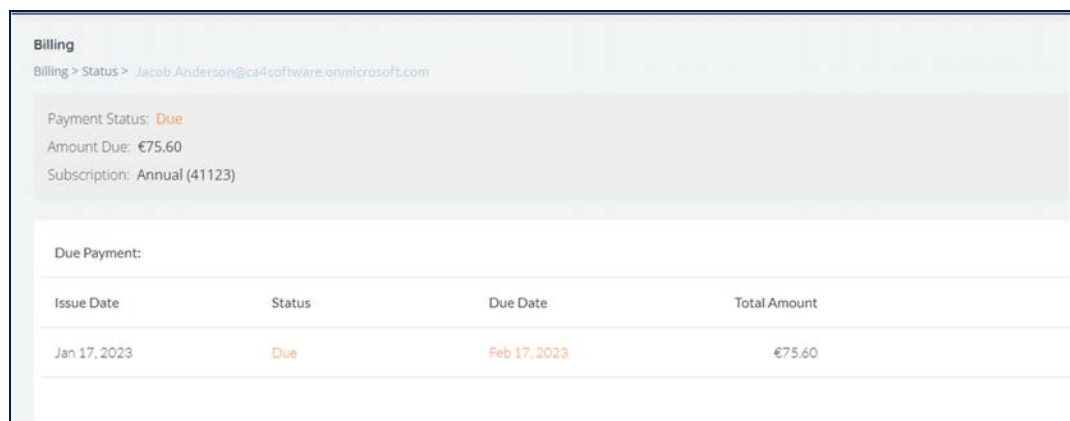 Billing
Billing > Status > Jacob.Anderson@ca4software.onmicrosoft.com
Payment Status: Due
Amount Due: €75.60
Subscription: Annual (41123)
Due Payment:
Issue Date Status Due Date Total Amount
Jan 17, 2023 Due Feb 17, 2023 €75.60